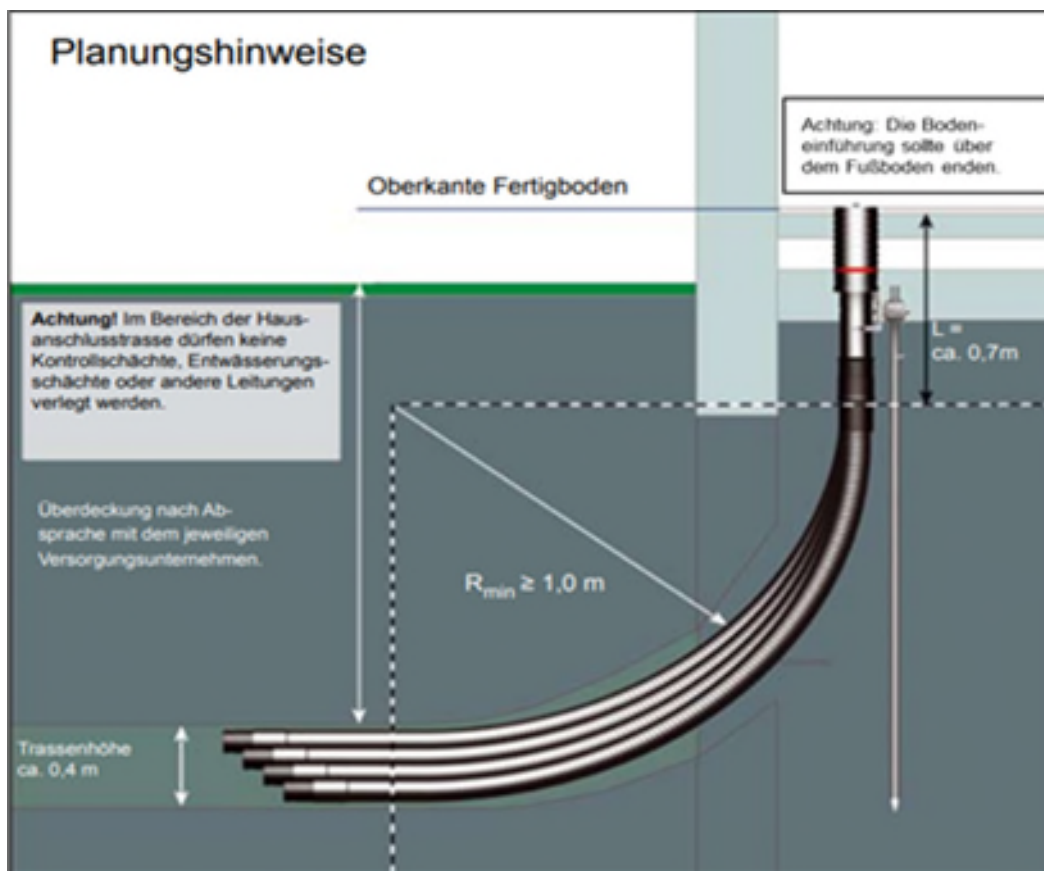 Planungshinweise
Achtung: Die Boden-
einführung sollte über
dem Fußboden enden.
Oberkante Fertigboden
Achtung! Im Bereich der Haus-
anschlusstrasse dürfen keine
Kontrollschächte, Entwässerungs-
schächte oder andere Leitungen
verlegt werden.
L =
ca. 0,7m
Überdeckung nach Ab-
sprache mit dem jeweiligen
Versorgungsunternehmen.
Rmin ≥ 1,0 m
Trassenhöhe
ca. 0,4 m